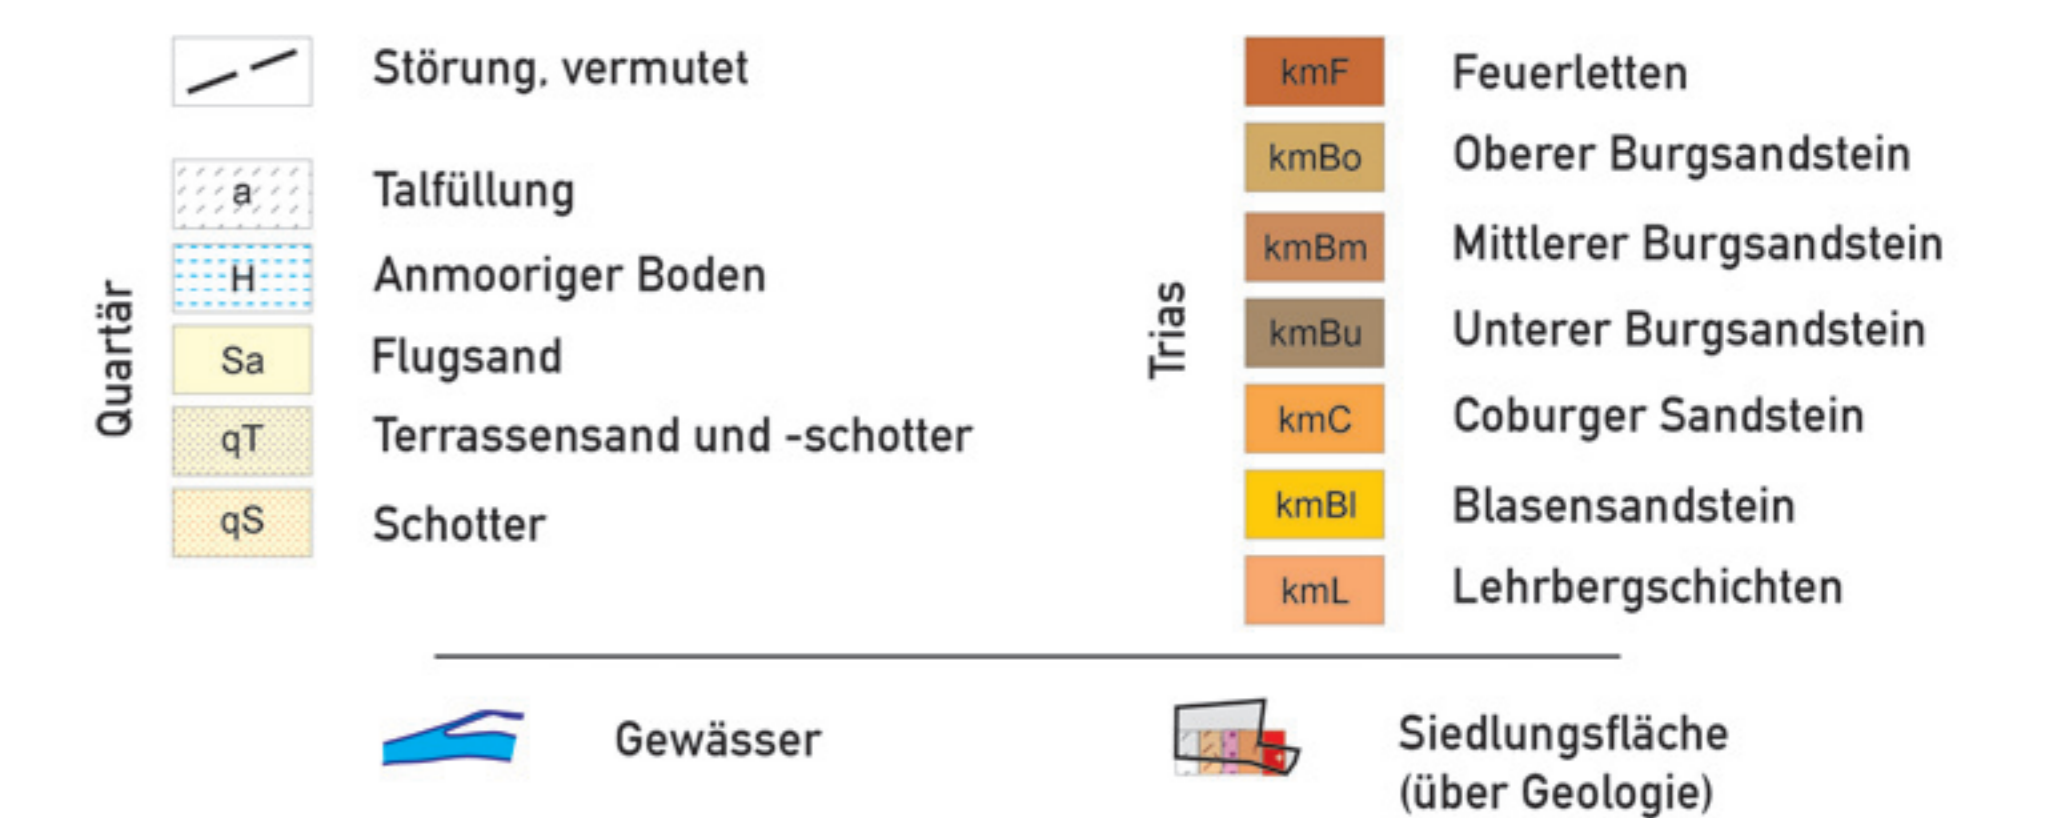 Störung, vermutet
Quartär
a Talfüllung
H Anmooriger Boden
Sa Flugsand
qT Terrassensand und -schotter
qS Schotter
Trias
kmF Feuerletten
kmBo Oberer Burgsandstein
kmBm Mittlerer Burgsandstein
kmBu Unterer Burgsandstein
kmC Coburger Sandstein
kmBl Blasensandstein
kmL Lehrbergschichten
Gewässer
Siedlungsfläche
(über Geologie)